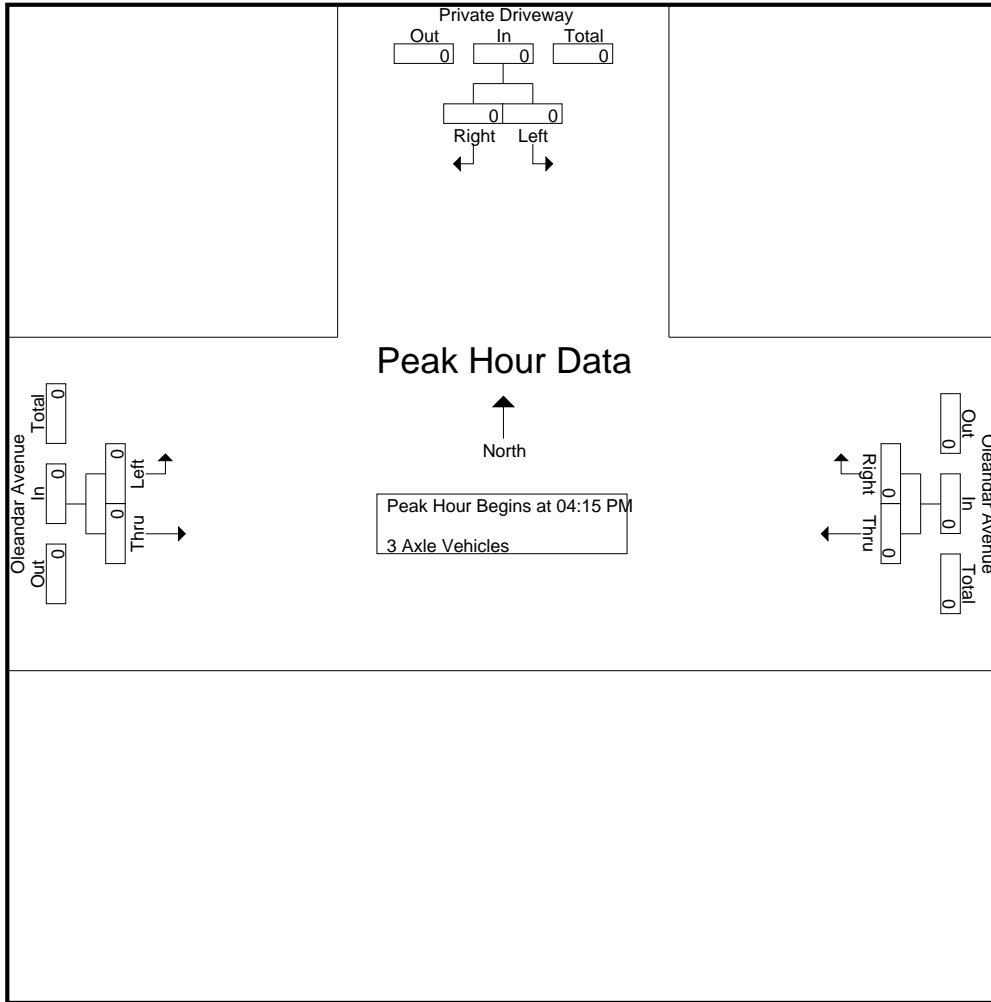 Private Driveway
Out In Total
0 0 0
0 0
Right Left
Peak Hour Data
North
Peak Hour Begins at 04:15 PM
3 Axle Vehicles
Oleandar Avenue
Total In Out
0 0 0
0 0
Left Thru
Oleandar Avenue
Out In Total
0 0 0
0 0
Right Thru